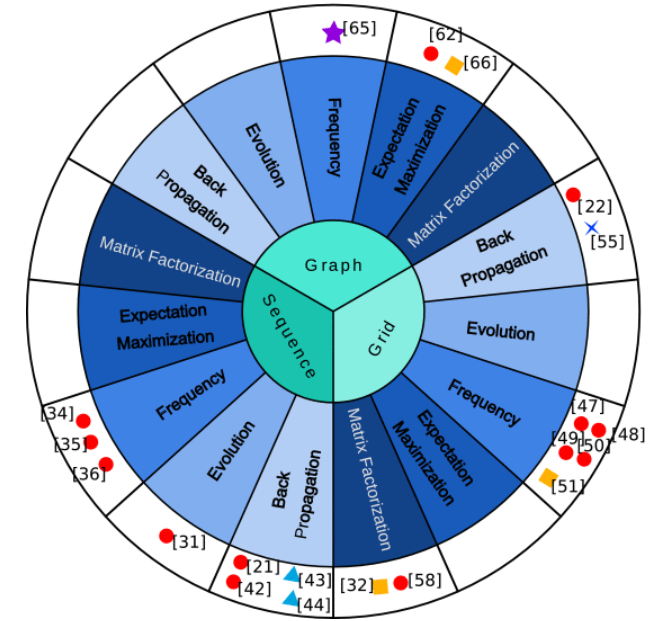 [65]
[62]
[66]
Frequency
Expectation
Maximization
Matrix Factorization
Evolution
Back
Propagation
[22]
[55]
Back
Propagation
Matrix Factorization
Graph
Sequence
Grid
Evolution
Expectation
Maximization
Frequency
Frequency
[34]
[35]
[36]
[47]
[48]
[49]
[50]
[51]
Evolution
Back
Propagation
Matrix Factorization
Expectation
Maximization
[31]
[21]
[42]
[43]
[44]
[32]
[58]